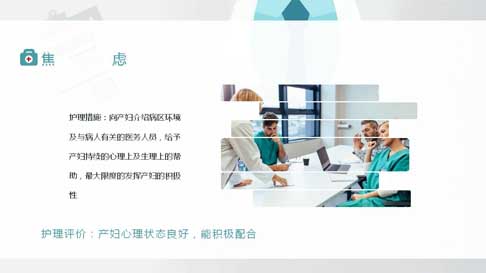 焦 虑
护理措施：向产妇介绍病区环境
及与病人有关的医务人员，给予
产妇持续的心理上及生理上的帮
助，最大限度的发挥产妇的积极
性
护理评价：产妇心理状态良好，能积极配合